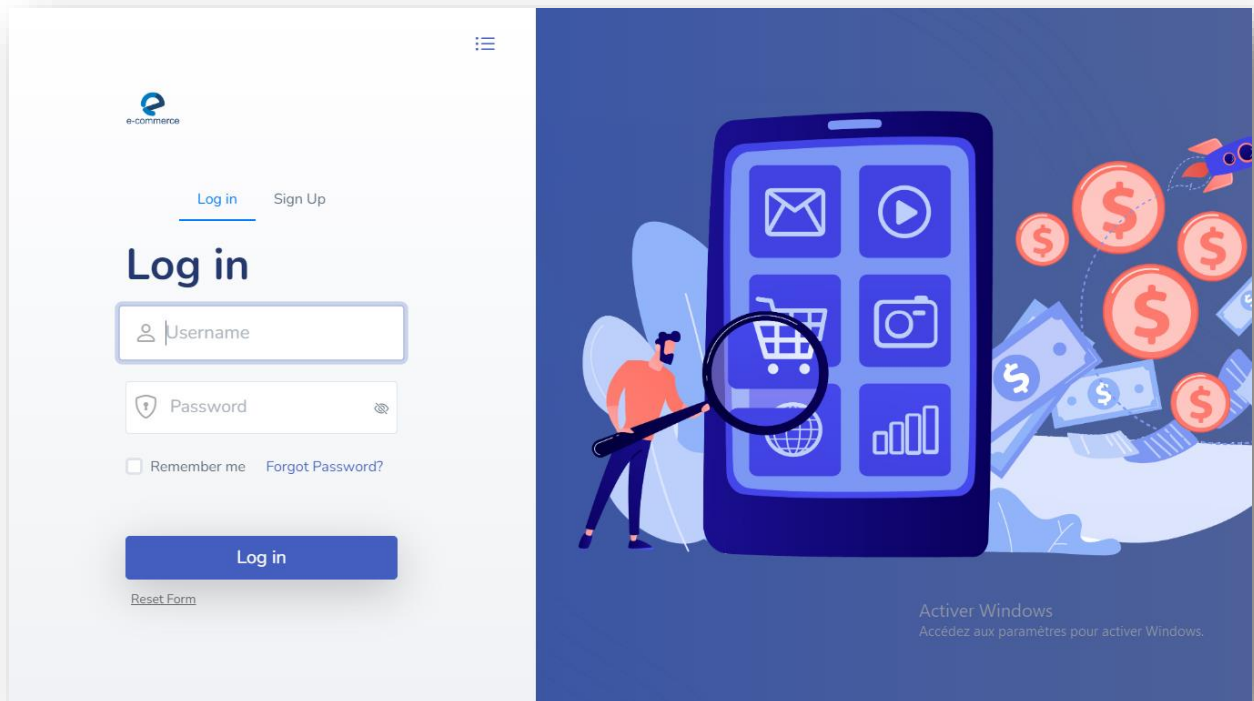 e-commerce
Log in Sign Up
Log in
Username
Password
Remember me Forgot Password?
Log in
Reset Form
Activer Windows
Accédez aux paramètres pour activer Windows.